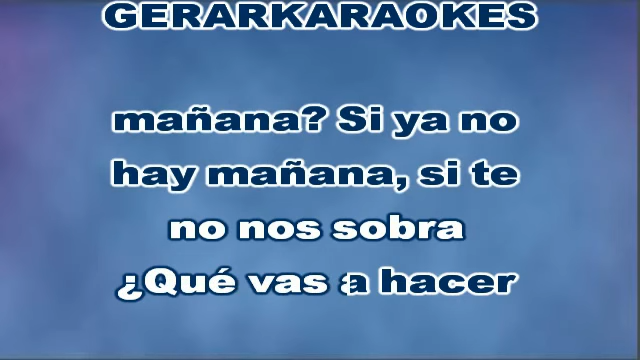 GERARKARAOKES
mañana? Si ya no
hay mañana, si te
no nos sobra
¿Qué vas a hacer